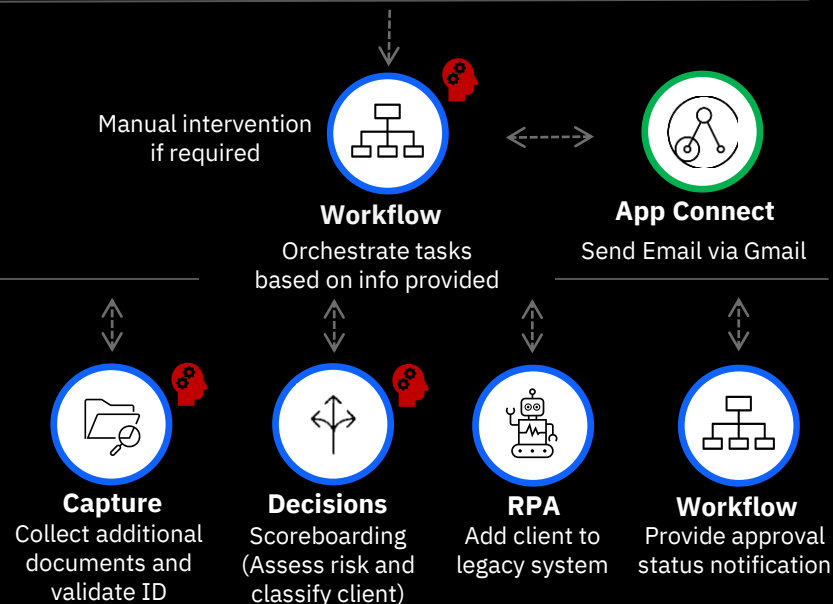 Manual intervention
if required
Workflow
Orchestrate tasks
based on info provided
App Connect
Send Email via Gmail
Capture
Collect additional
documents and
validate ID
Decisions
Scoreboarding
(Assess risk and
classify client)
RPA
Add client to
legacy system
Workflow
Provide approval
status notification